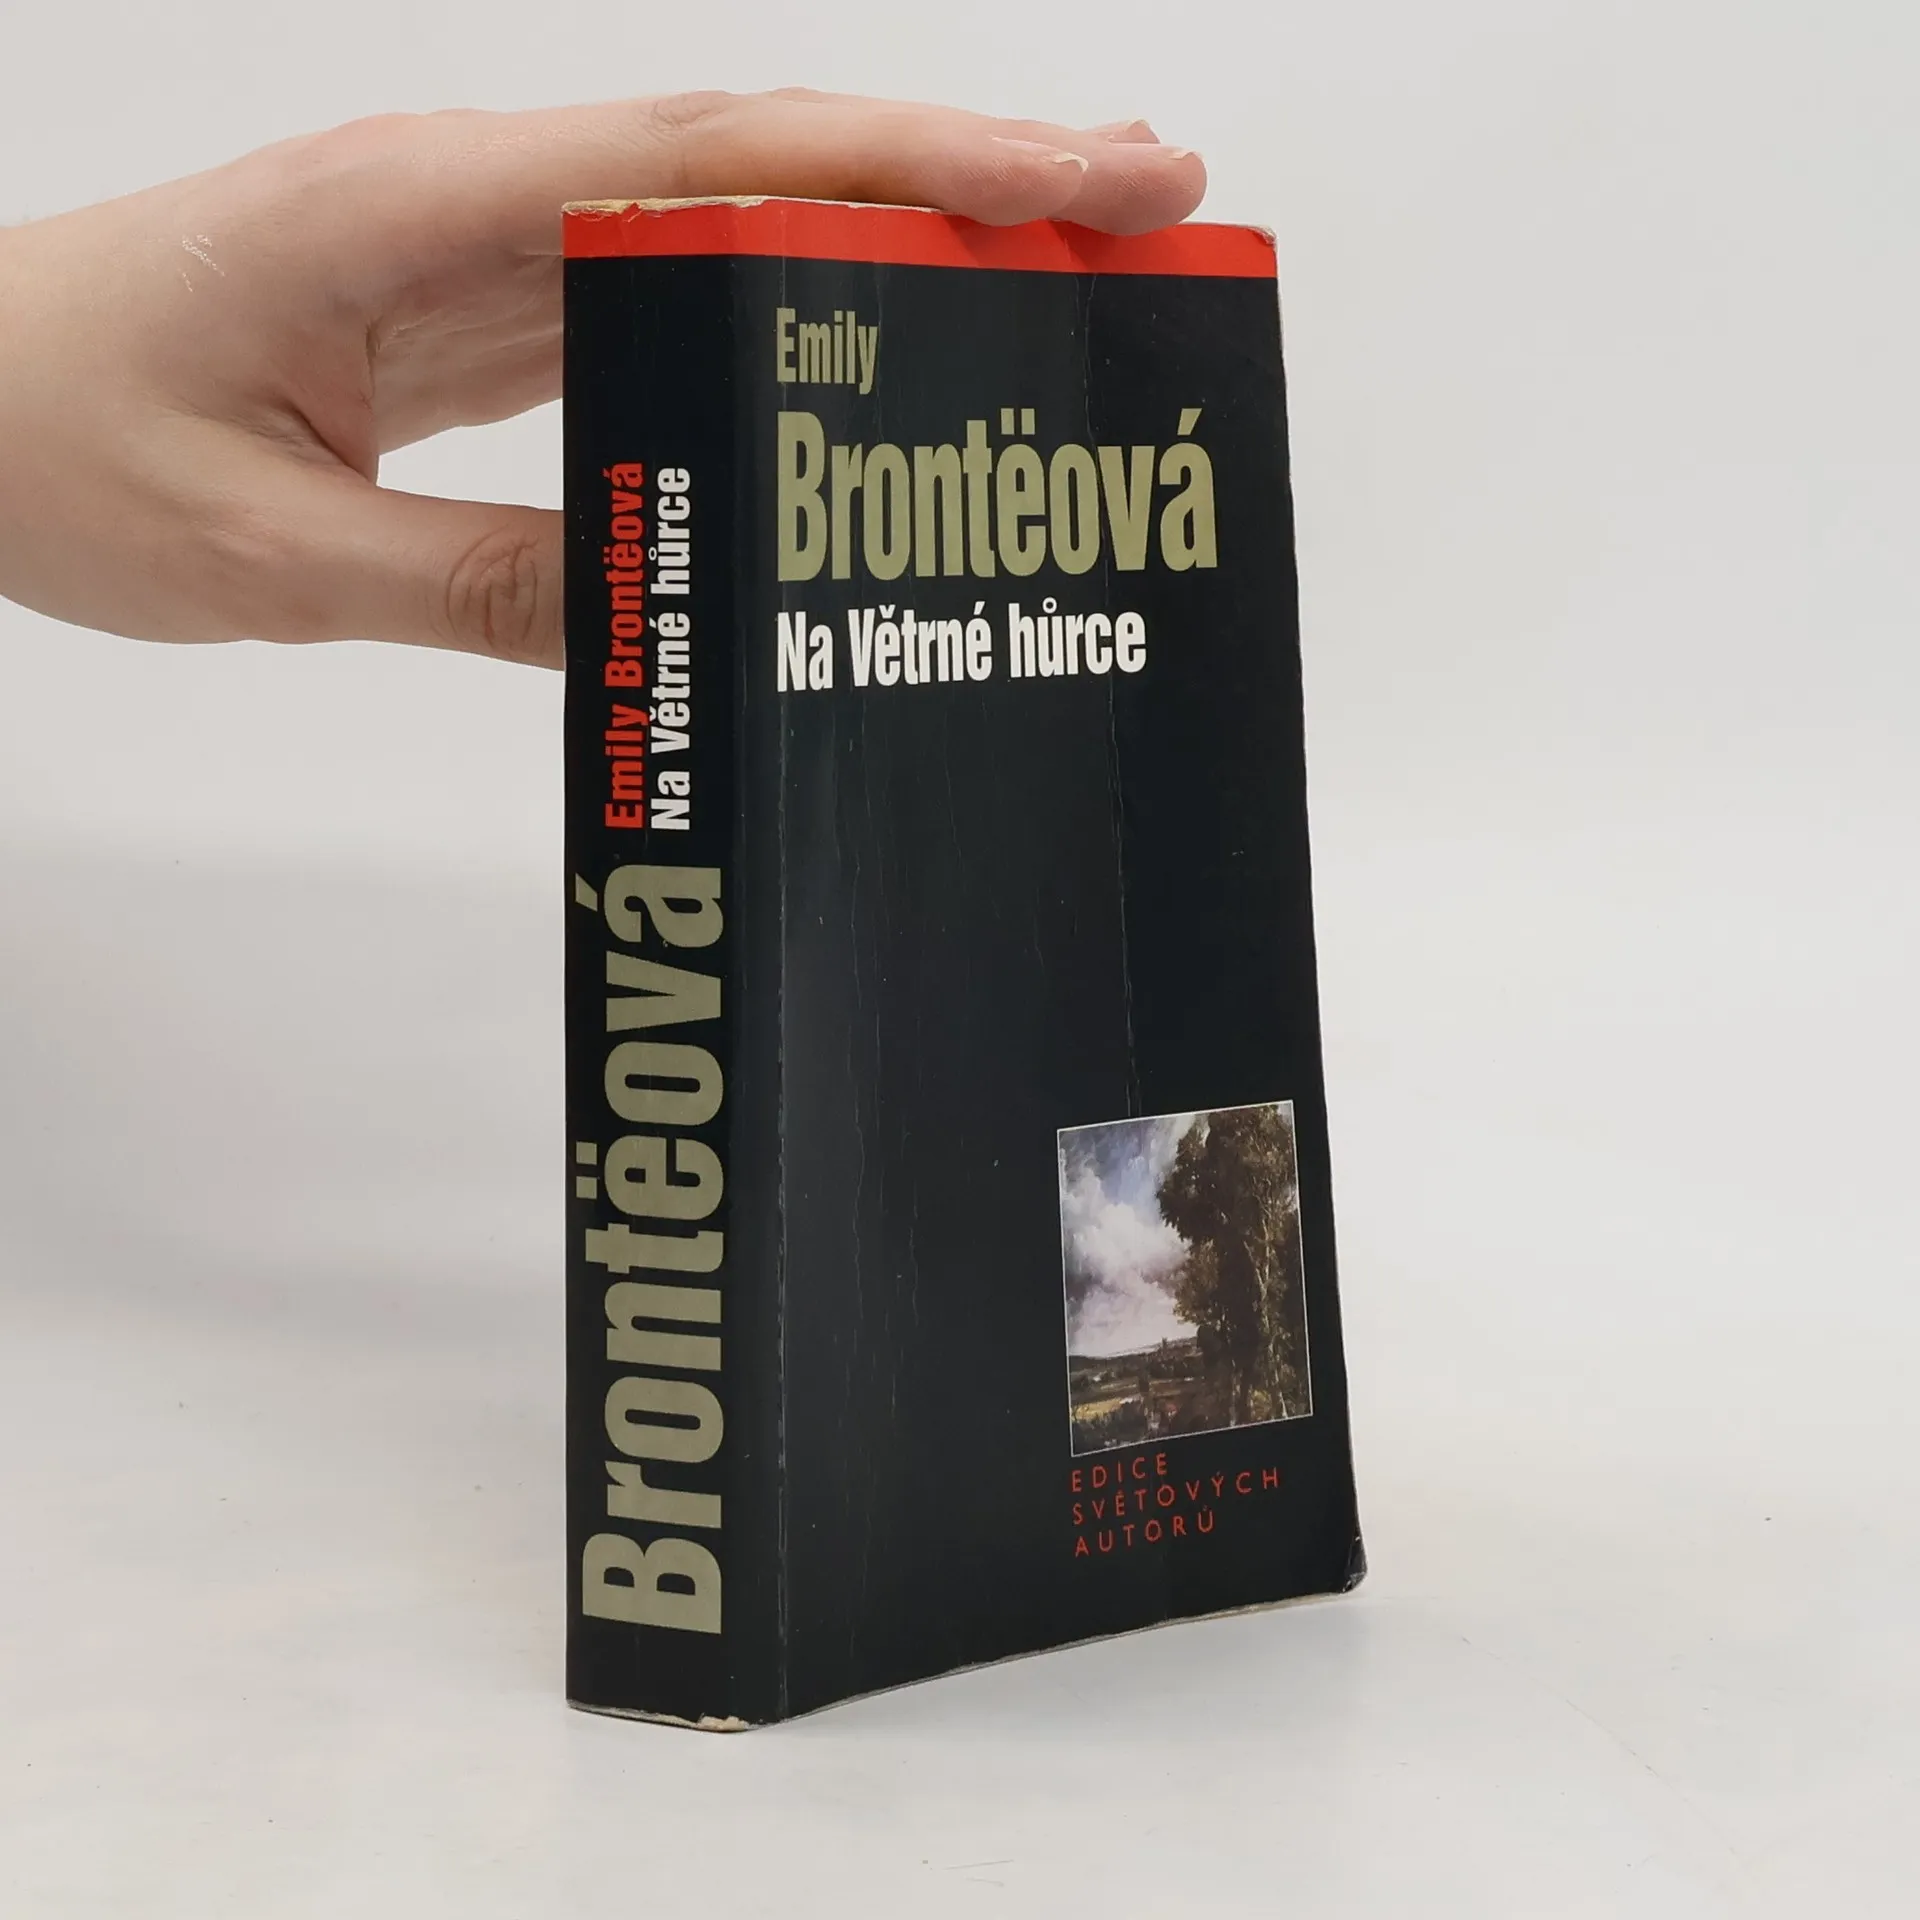 Emily
Brontëová
Na Větrné hůrce
EDICE
SVĚTOVÝCH
AUTORŮ
Emily Brontëová
Na Větrné hůrce
Brontëová